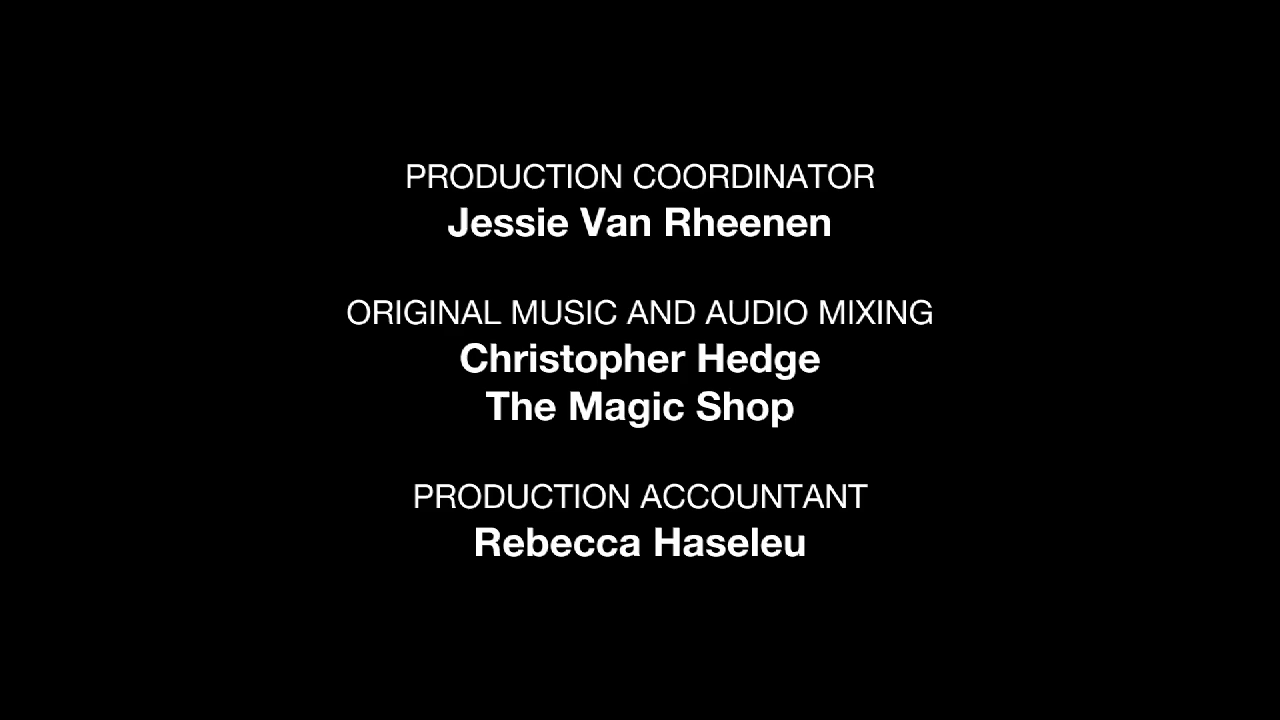 PRODUCTION COORDINATOR
Jessie Van Rheenen
ORIGINAL MUSIC AND AUDIO MIXING
Christopher Hedge
The Magic Shop
PRODUCTION ACCOUNTANT
Rebecca Haseleu